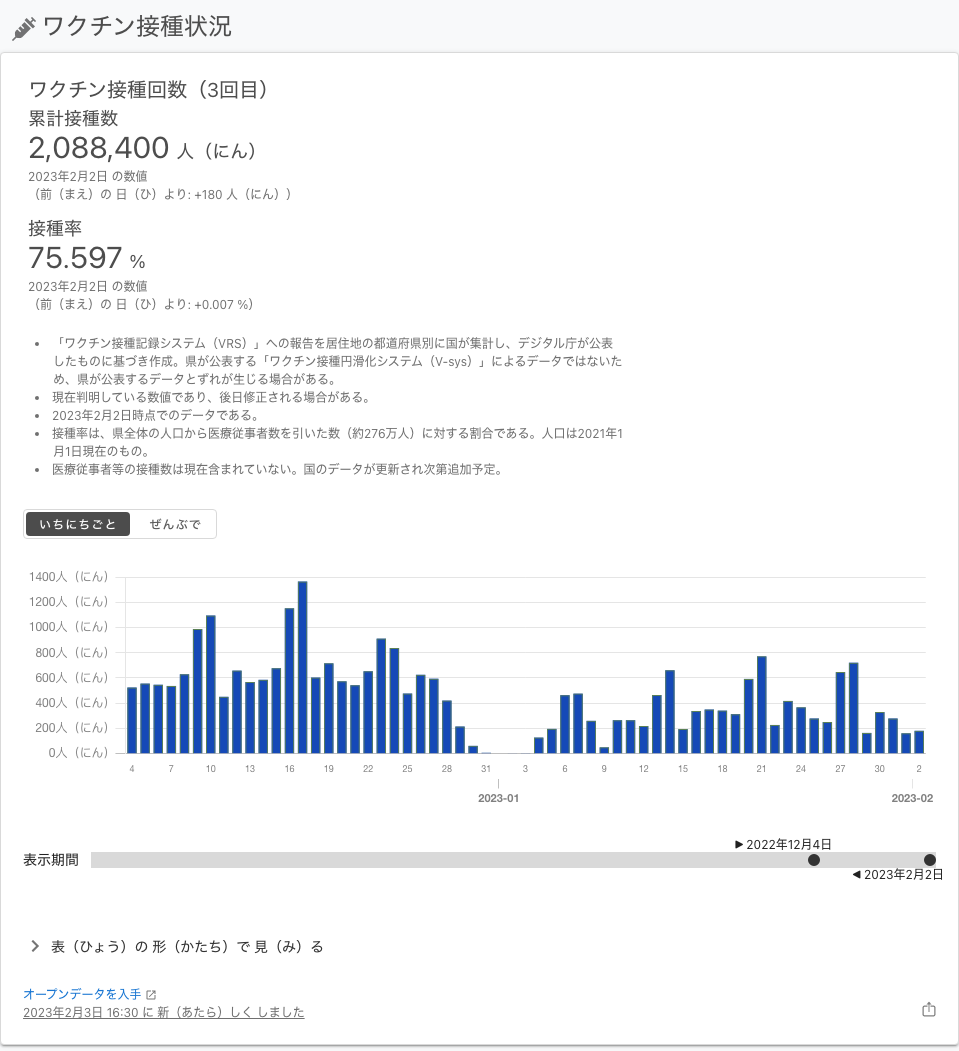 ワクチン接種状況
ワクチン接種回数（3回目）
累計接種数
2,088,400 人（にん）
2023年2月2日 の数値
（前（まえ）の 日（ひ）より: +180 人（にん））
接種率
75.597 %
2023年2月2日 の数値
（前（まえ）の 日（ひ）より: +0.007 %）
• 「ワクチン接種記録システム（VRS）」への報告を居住地の都道府県別に国が集計し、デジタル庁が公表
したものに基づき作成。県が公表する「ワクチン接種円滑化システム（V-sys）」によるデータではないた
め、県が公表するデータとずれが生じる場合がある。
• 現在判明している数値であり、後日修正される場合がある。
• 2023年2月2日時点でのデータである。
• 接種率は、県全体の人口から医療従事者数を引いた数（約276万人）に対する割合である。人口は2021年1
月1日現在のもの。
• 医療従事者等の接種数は現在含まれていない。国のデータが更新され次第追加予定。
いちにちごと ぜんぶで
1400人（にん）
1200人（にん）
1000人（にん）
800人（にん）
600人（にん）
400人（にん）
200人（にん）
0人（にん）
4 7 10 13 16 19 22 25 28 31 3 6 9 12 15 18 21 24 27 30 2
2023-01 2023-02
▶ 2022年12月4日
表示期間
◀ 2023年2月2日
表（ひょう）の 形（かたち）で 見（み）る
オープンデータを入手
2023年2月3日 16:30 に 新（あたら）しく しました